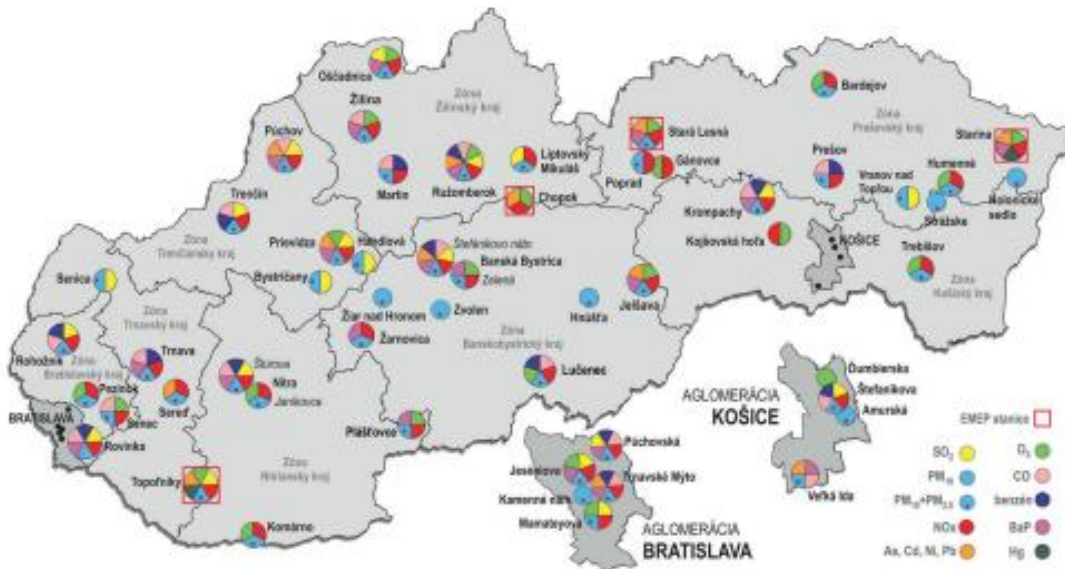 Oščadnica
Žilina
Zóna
Žilinský kraj
Púchov
Martin
Ružomberok
Liptovský
Mikuláš
Chopok
Stará Lesná
Poprad
Gánovce
Bardejov
Zóna
Prešovský kraj
Starina
Prešov
Humenné
Vranov nad
Topľou
Strážske
Kolonické
sedlo
Krompachy
Kojšovská hoľa
KOŠICE
Trebišov
Zóna
Košický kraj
Trenčín
Zóna
Trenčiansky kraj
Prievidza
Handlová
Bystričany
Štefánikovo nábr.
Banská Bystrica
Zelená
Jelšava
Hnúšťa
Zvolen
Žiar nad Hronom
Žarnovica
Zóna
Banskobystrický kraj
Lučenec
Plášťovce
Senica
Zóna
Trnavský kraj
Rohožník
Zóna
Bratislavský kraj
Trnava
Pezinok
Sereď
Senec
BRATISLAVA
Rovinka
Štúrova
Nitra
Janíkovce
Zóna
Nitriansky kraj
Topoľníky
Komárno
Púchovská
Jeséniova
Trnavské Mýto
Kamenné nám.
Mamateyova
AGLOMERÁCIA
BRATISLAVA
AGLOMERÁCIA
KOŠICE
Ďumbierska
Štefánikova
Amurská
Veľká Ida
EMEP stanice
SO2
O3
PM10
CO
PM10+PM2,5
benzén
NOx
BaP
As, Cd, Ni, Pb
Hg